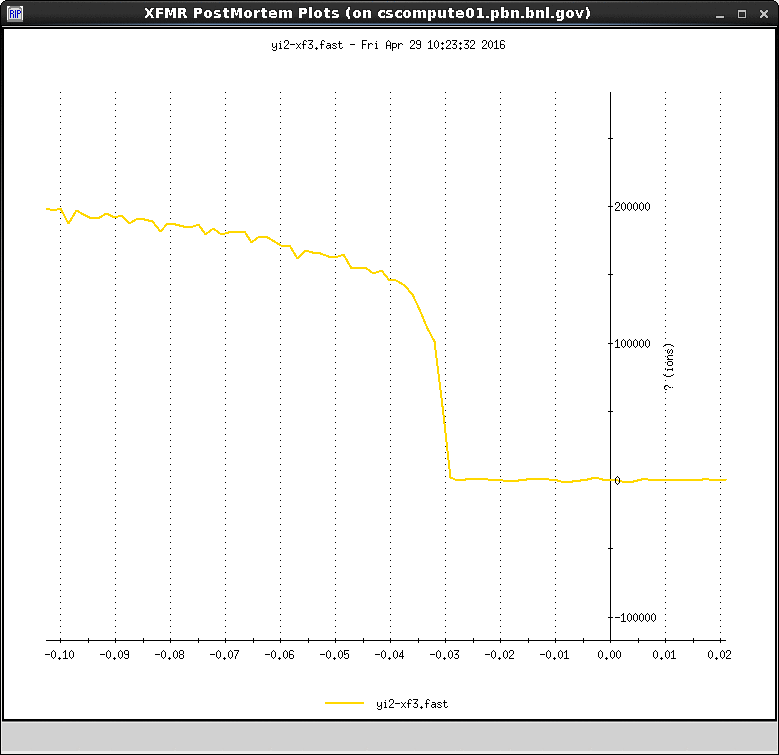 RIP XFMR PostMortem Plots (on cscompute01.pbn.bnl.gov)
yi2-xf3.fast - Fri Apr 29 10:23:32 2016
200000
100000
? (ions)
0
-100000
-0.10 -0.09 -0.08 -0.07 -0.06 -0.05 -0.04 -0.03 -0.02 -0.01 0.00 0.01 0.02
yi2-xf3.fast